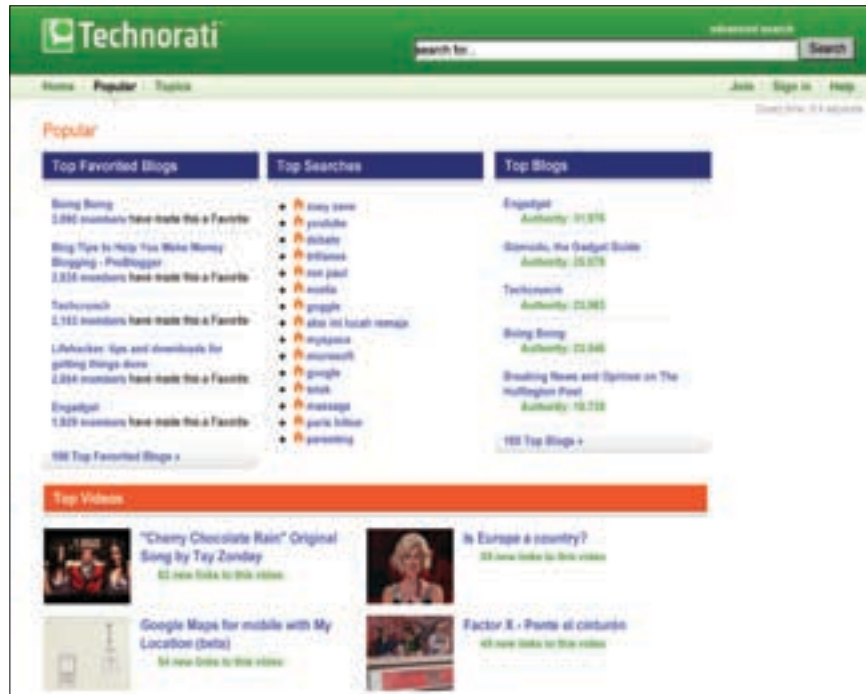 Technorati
advanced search
search for...
Search
Home Popular Topics
Join Sign in Help
Popular
Top Favorited Blogs
Boing Boing
members have made this a Favorite
Blog Tips to Help You Make Money
Blogging - ProBlogger
members have made this a Favorite
Techcrunch
members have made this a Favorite
Lifehacker, tips and downloads for
getting things done
members have made this a Favorite
Engadget
members have made this a Favorite
100 Top Favorited Blogs »
Top Searches
youtube
debate
ron paul
noelia
goggle
myspace
microsoft
google
massage
paris hilton
parenting
Top Blogs
Engadget
Authority:
Gizmodo, the Gadget Guide
Authority:
Techcrunch
Authority:
Boing Boing
Authority:
Breaking News and Opinion on The
Huffington Post
Authority:
100 Top Blogs »
Top Videos
"Cherry Chocolate Rain" Original
Song by Tay Zonday
new links to this video
Is Europe a country?
new links to this video
Google Maps for mobile with My
Location (beta)
new links to this video
Factor X - Ponte el cinturón
new links to this video